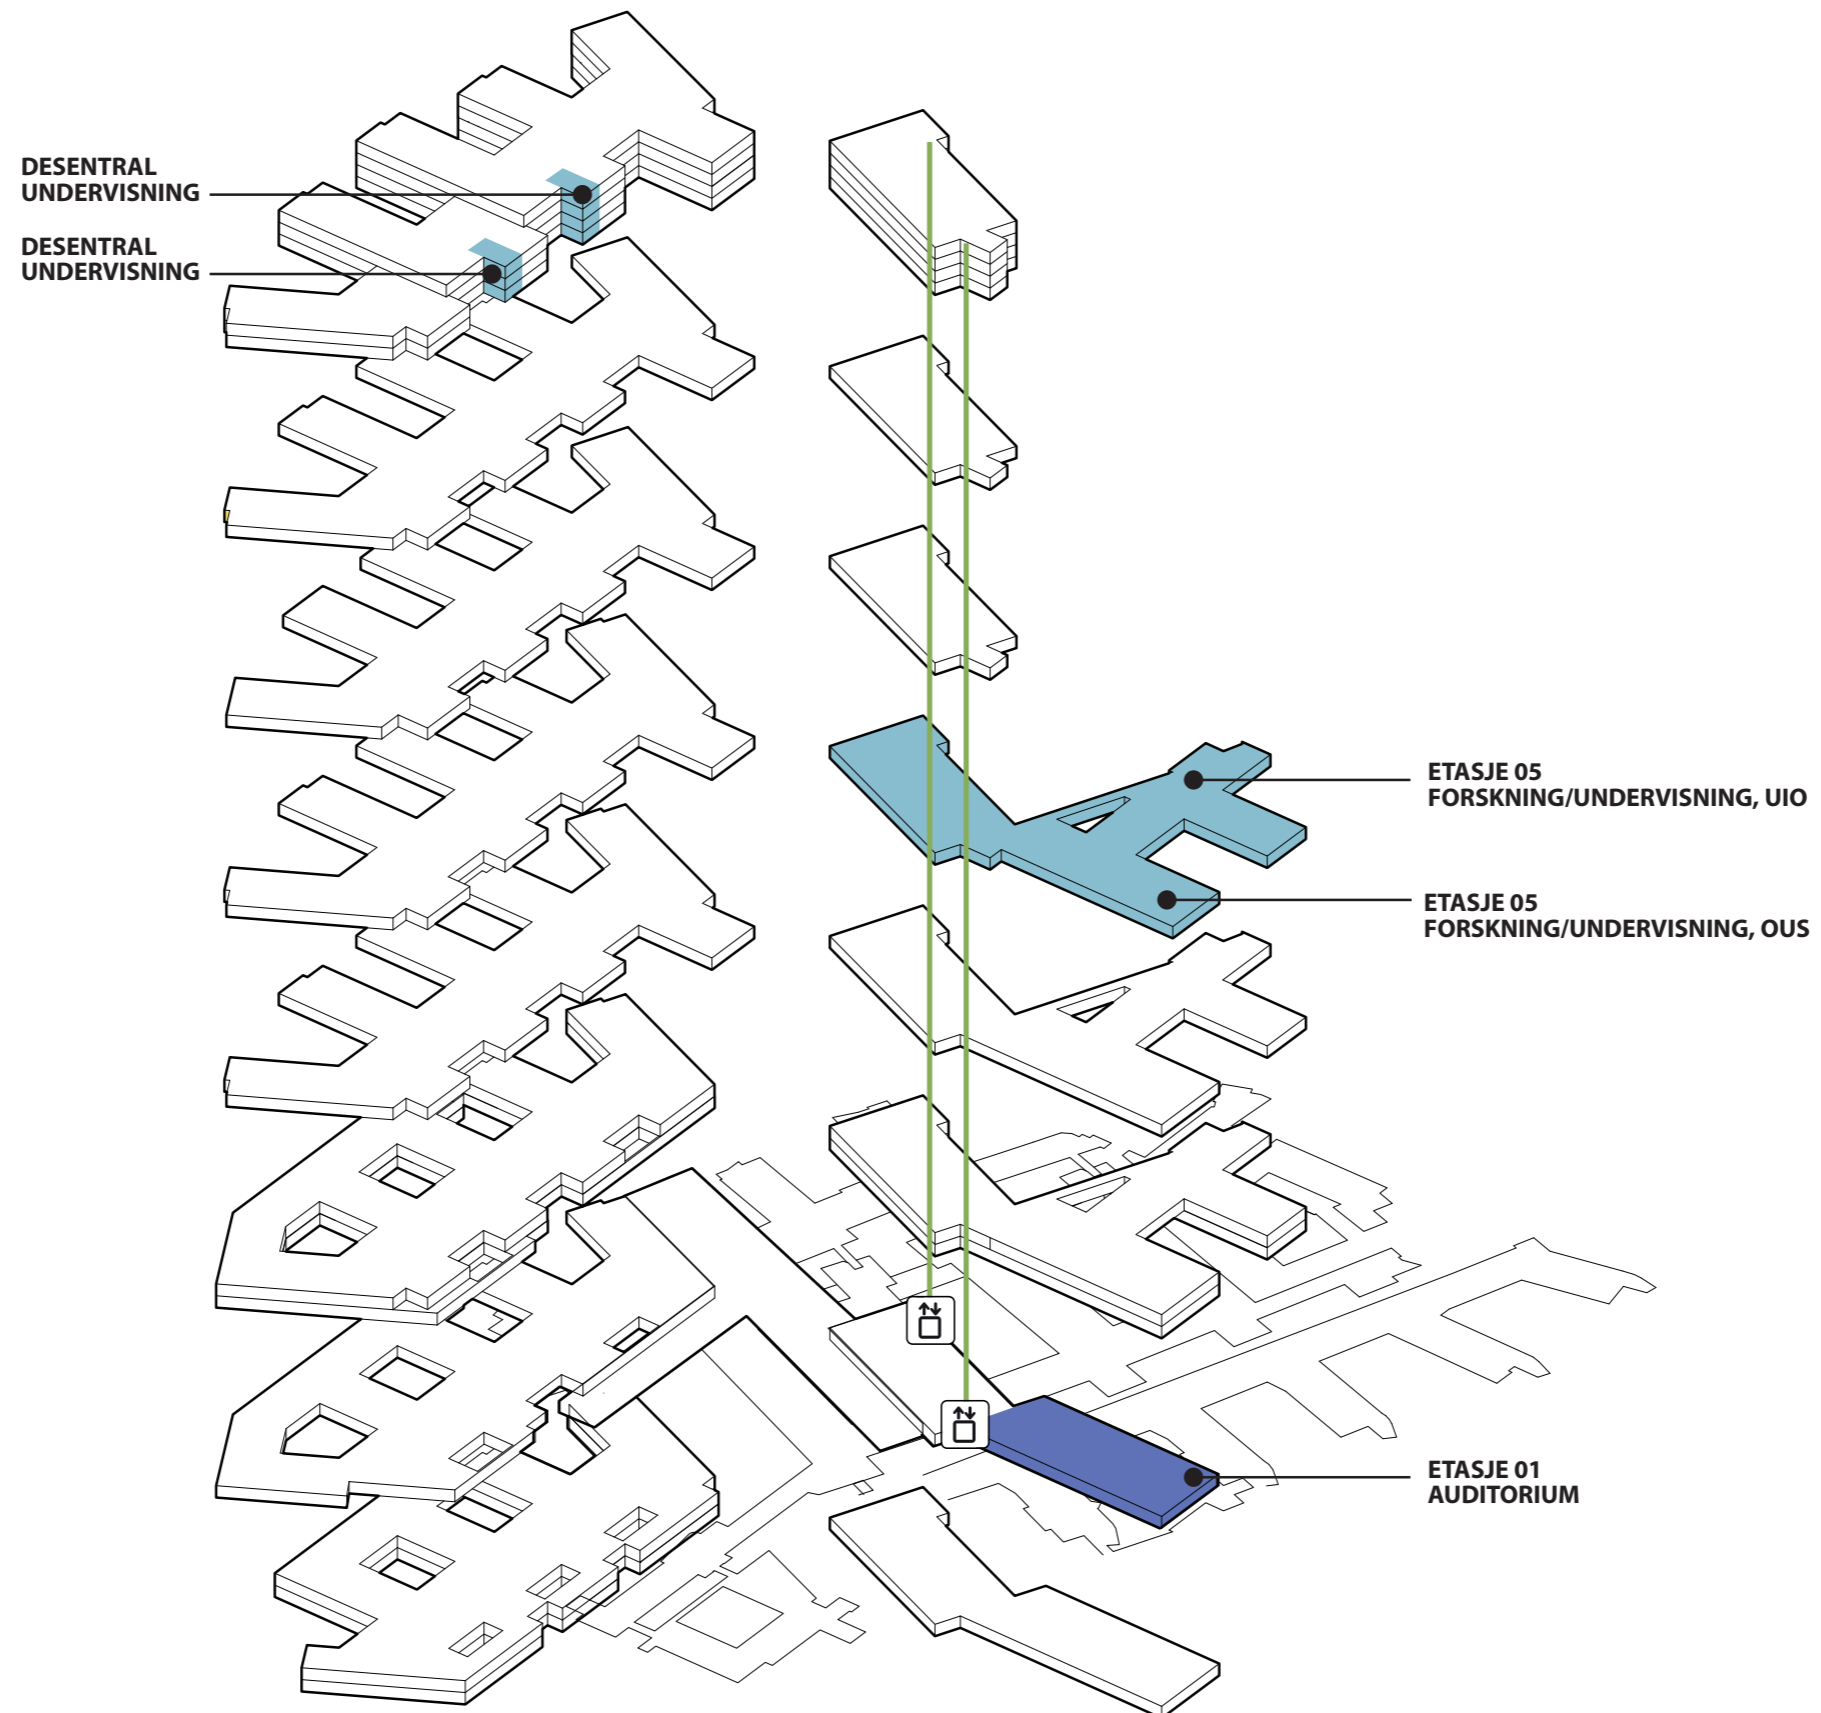 DESENTRAL
UNDERVISNING
DESENTRAL
UNDERVISNING
ETASJE 05
FORSKNING/UNDERVISNING, UIO
ETASJE 05
FORSKNING/UNDERVISNING, OUS
ETASJE 01
AUDITORIUM